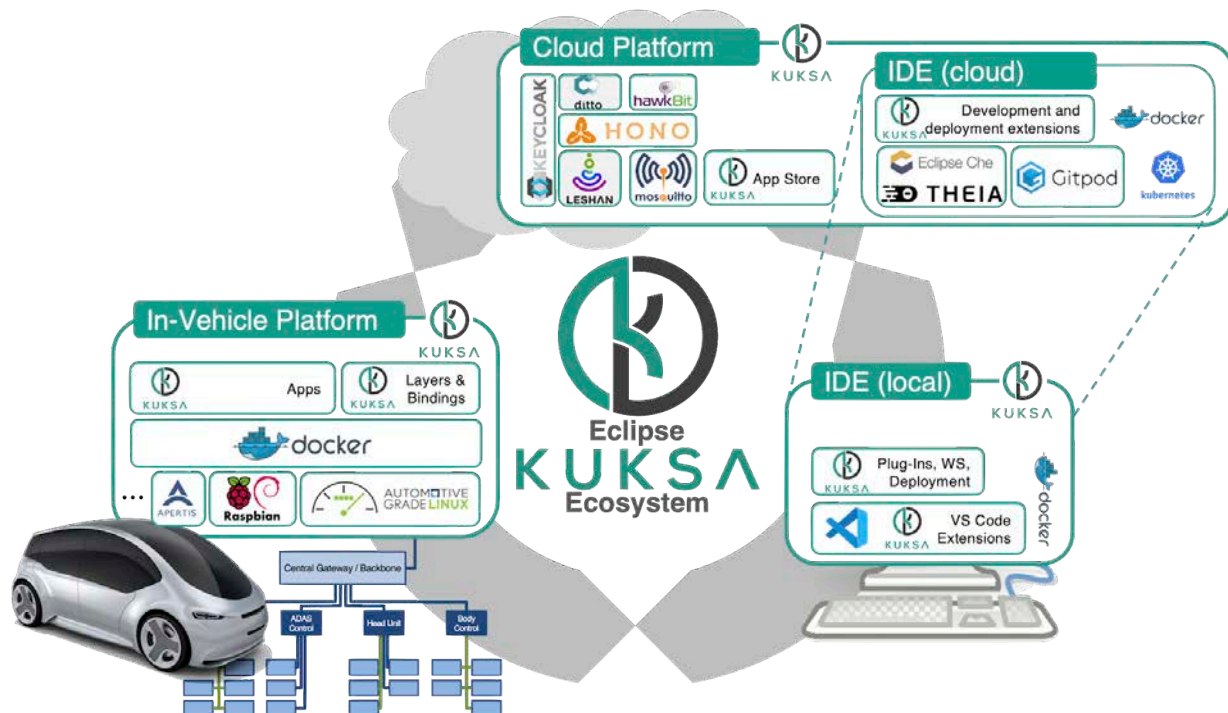 Cloud Platform
KUKSA
KEYCLOAK
ditto
hawkBit
HONO
LESHAN
mosquitto
KUKSA
App Store
IDE (cloud)
KUKSA
Development and
deployment extensions
docker
Eclipse Che
THEIA
Gitpod
kubernetes
In-Vehicle Platform
KUKSA
KUKSA
Apps
KUKSA
Layers &
Bindings
docker
...
APERTIS
Raspbian
AUTOMOTIVE
GRADELINUX
Eclipse
KUKSA
Ecosystem
IDE (local)
KUKSA
KUKSA
Plug-Ins, WS,
Deployment
docker
KUKSA
VS Code
Extensions
Central Gateway / Backbone
ADAS
Control
Head Unit
Body
Control